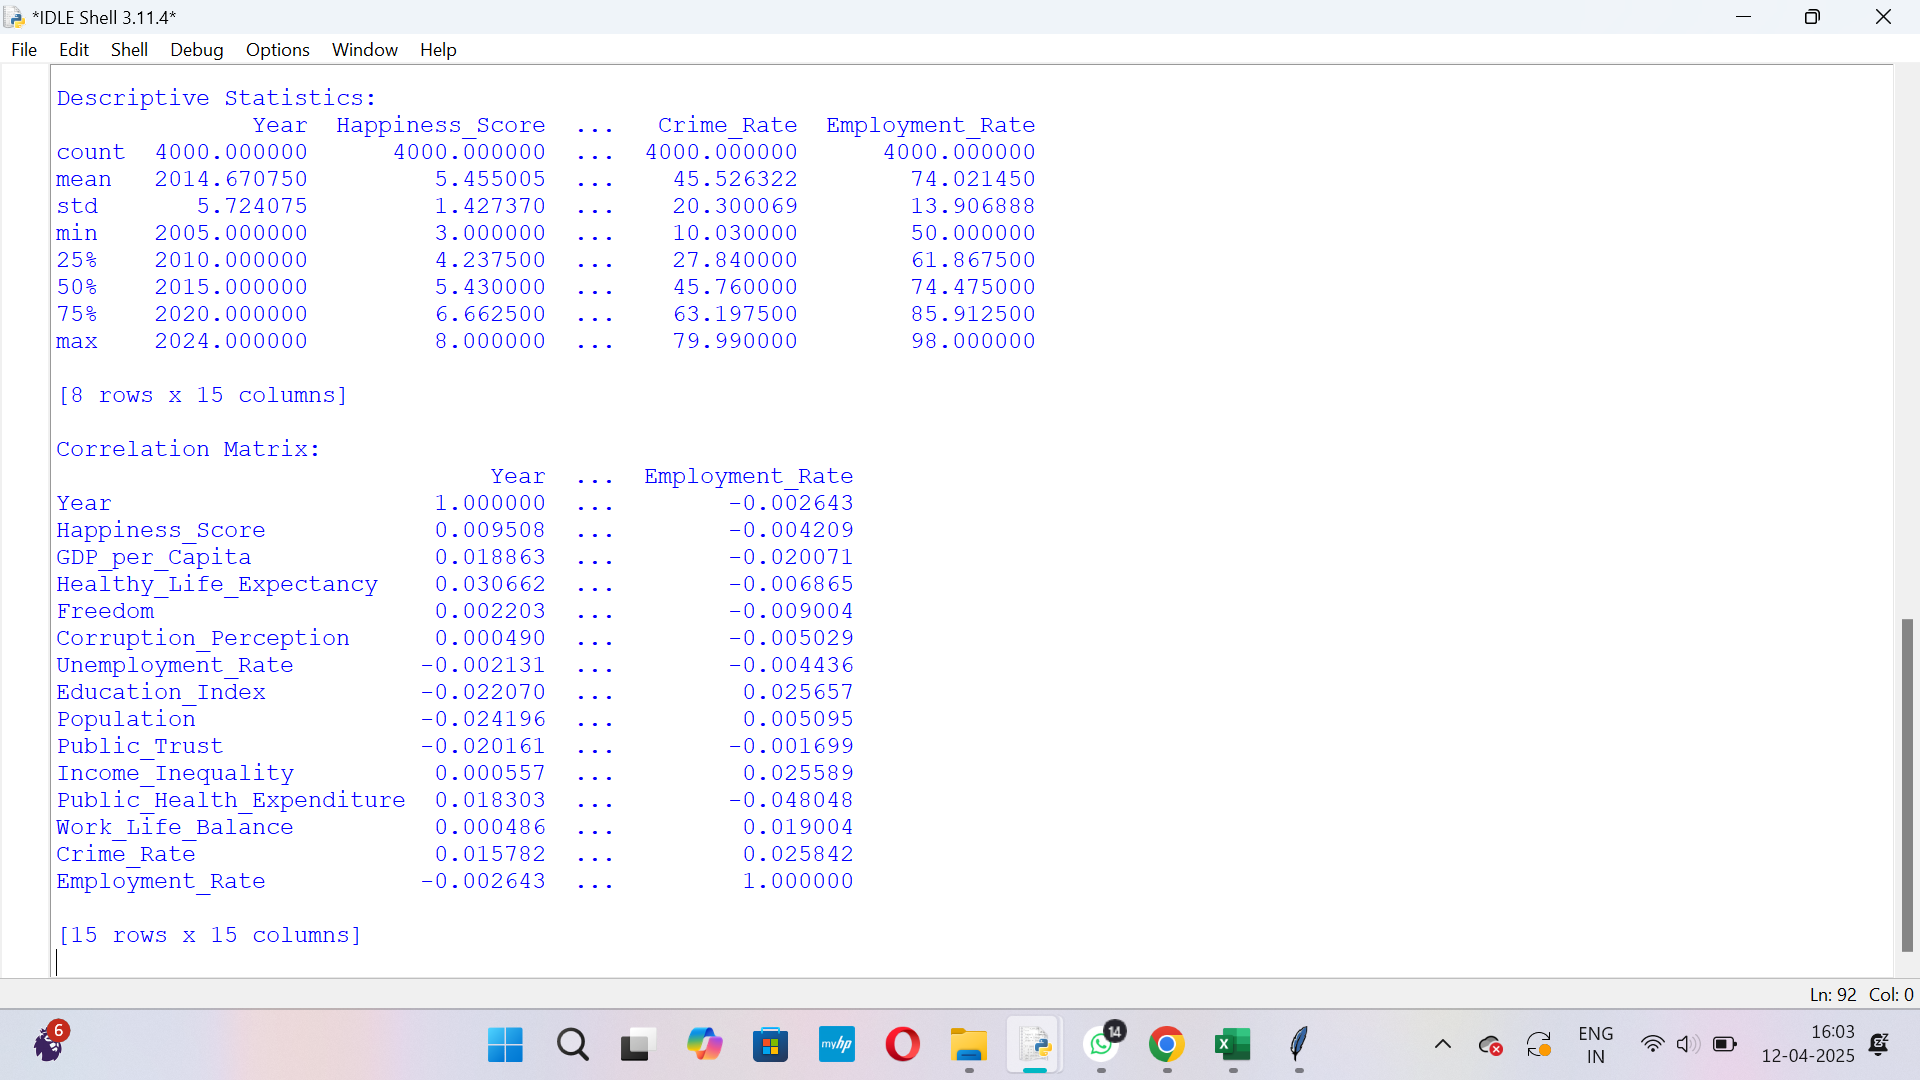 *IDLE Shell 3.11.4*
File Edit Shell Debug Options Window Help
Descriptive Statistics:
Year Happiness_Score ... Crime_Rate Employment_Rate
count 4000.000000 4000.000000 ... 4000.000000 4000.000000
mean 2014.670750 5.455005 ... 45.526322 74.021450
std 5.724075 1.427370 ... 20.300069 13.906888
min 2005.000000 3.000000 ... 10.030000 50.000000
25% 2010.000000 4.237500 ... 27.840000 61.867500
50% 2015.000000 5.430000 ... 45.760000 74.475000
75% 2020.000000 6.662500 ... 63.197500 85.912500
max 2024.000000 8.000000 ... 79.990000 98.000000
[8 rows x 15 columns]
Correlation Matrix:
Year ... Employment_Rate
Year 1.000000 ... -0.002643
Happiness_Score 0.009508 ... -0.004209
GDP_per_Capita 0.018863 ... -0.020071
Healthy_Life_Expectancy 0.030662 ... -0.006865
Freedom 0.002203 ... -0.009004
Corruption_Perception 0.000490 ... -0.005029
Unemployment_Rate -0.002131 ... -0.004436
Education_Index -0.022070 ... 0.025657
Population -0.024196 ... 0.005095
Public_Trust -0.020161 ... -0.001699
Income_Inequality 0.000557 ... 0.025589
Public_Health_Expenditure 0.018303 ... -0.048048
Work_Life_Balance 0.000486 ... 0.019004
Crime_Rate 0.015782 ... 0.025842
Employment_Rate -0.002643 ... 1.000000
[15 rows x 15 columns]
Ln: 92 Col: 0
6
myhp
14
X
ENG
IN
16:03
12-04-2025